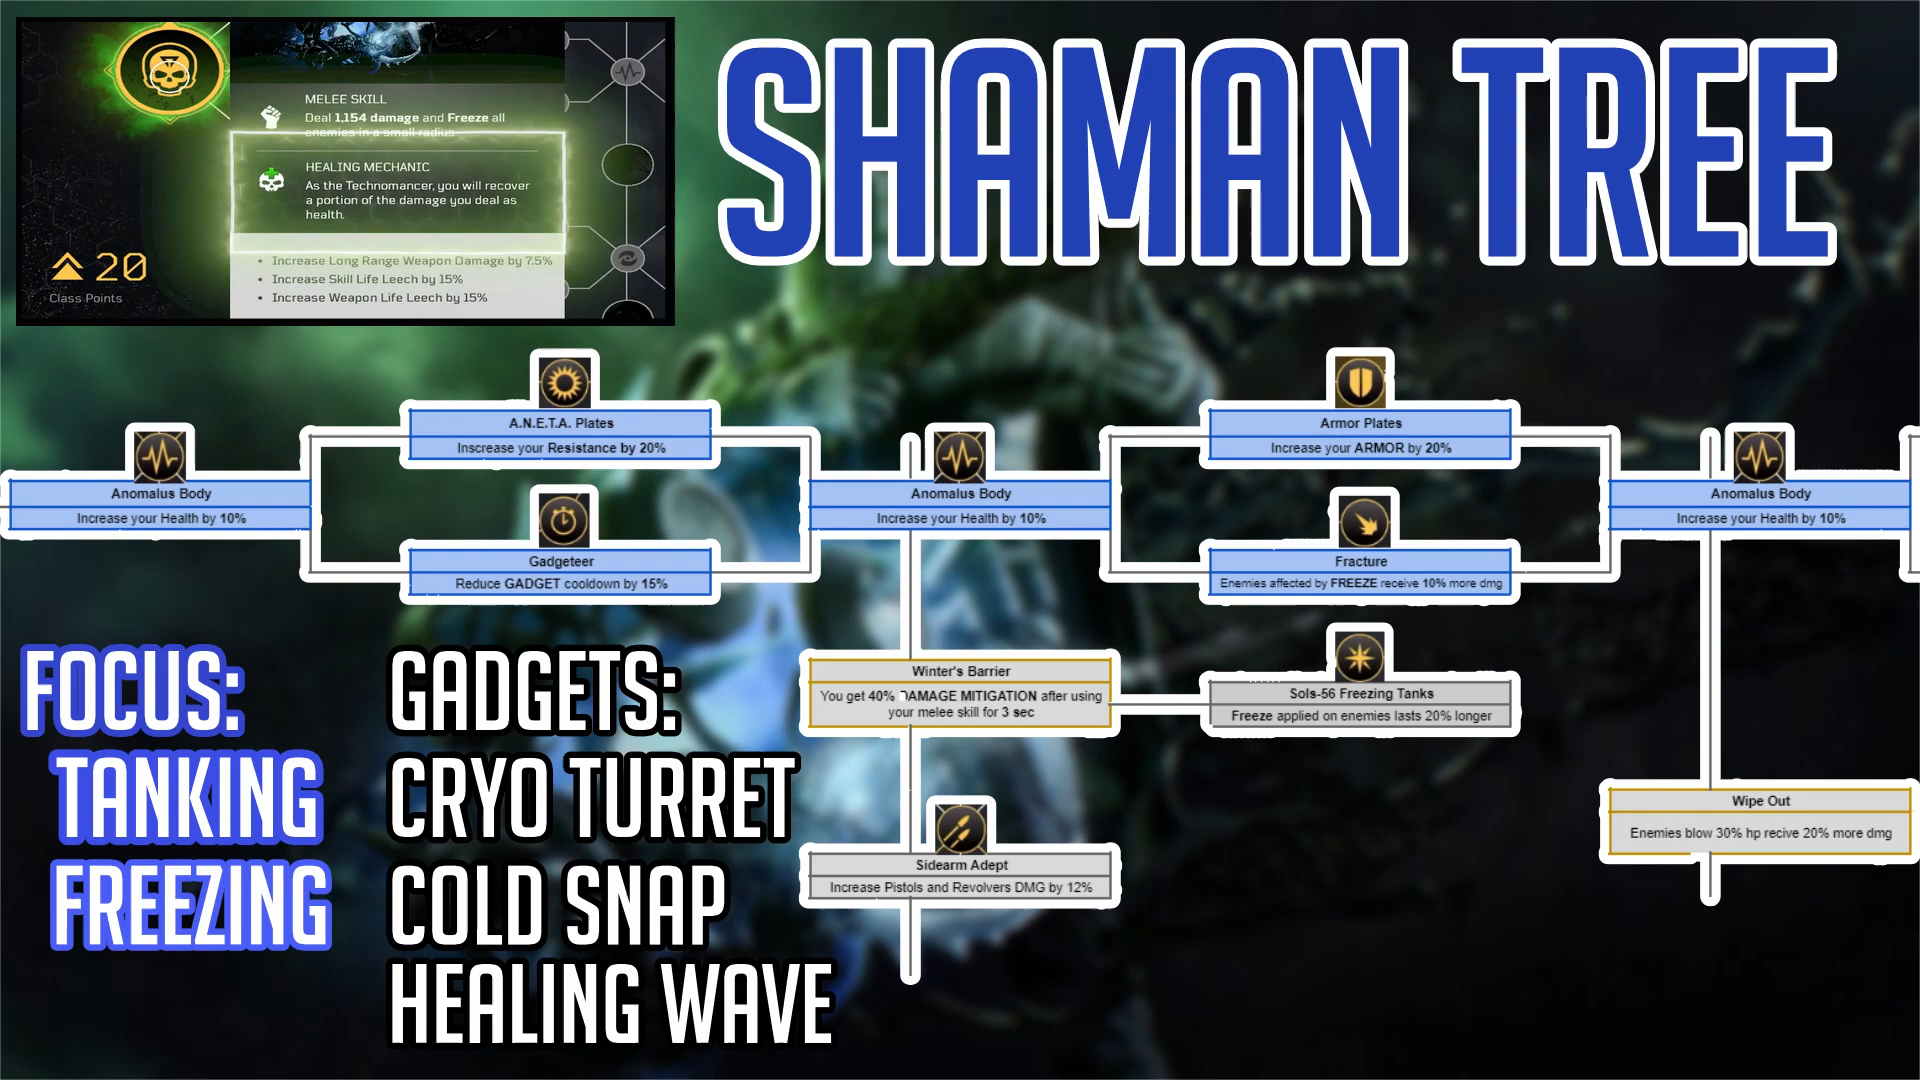 SHAMAN TREE
MELEE SKILL
Deal 1,154 damage and Freeze all
enemies in a small radius.
HEALING MECHANIC
As the Technomancer, you will recover
a portion of the damage you deal as
health.
• Increase Long Range Weapon Damage by 7.5%
• Increase Skill Life Leech by 15%
• Increase Weapon Life Leech by 15%
20
Class Points
Anomalus Body
Increase your Health by 10%
A.N.E.T.A. Plates
Inscrease your Resistance by 20%
Gadgeteer
Reduce GADGET cooldown by 15%
Anomalus Body
Increase your Health by 10%
Armor Plates
Increase your ARMOR by 20%
Fracture
Enemies affected by FREEZE receive 10% more dmg
Anomalus Body
Increase your Health by 10%
Winter's Barrier
You get 40% DAMAGE MITIGATION after using
your melee skill for 3 sec
Sols-56 Freezing Tanks
Freeze applied on enemies lasts 20% longer
Sidearm Adept
Increase Pistols and Revolvers DMG by 12%
Wipe Out
Enemies blow 30% hp recive 20% more dmg
FOCUS:
TANKING
FREEZING
GADGETS:
CRYO TURRET
COLD SNAP
HEALING WAVE